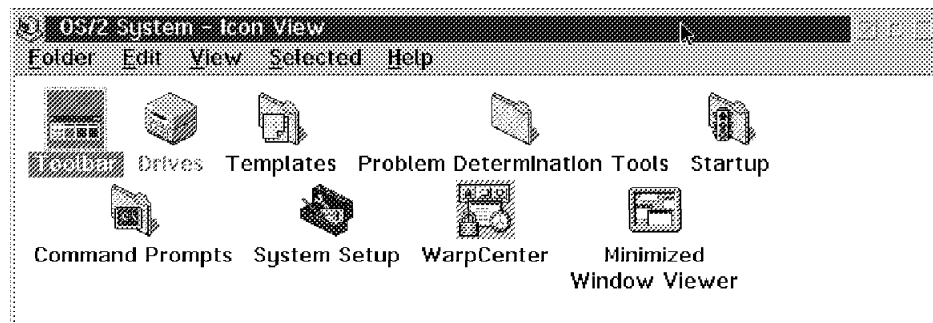 OS/2 System - Icon View
Folder Edit View Selected Help
Toolbar Drives Templates Problem Determination Tools Startup
Command Prompts System Setup WarpCenter Minimized
Window Viewer